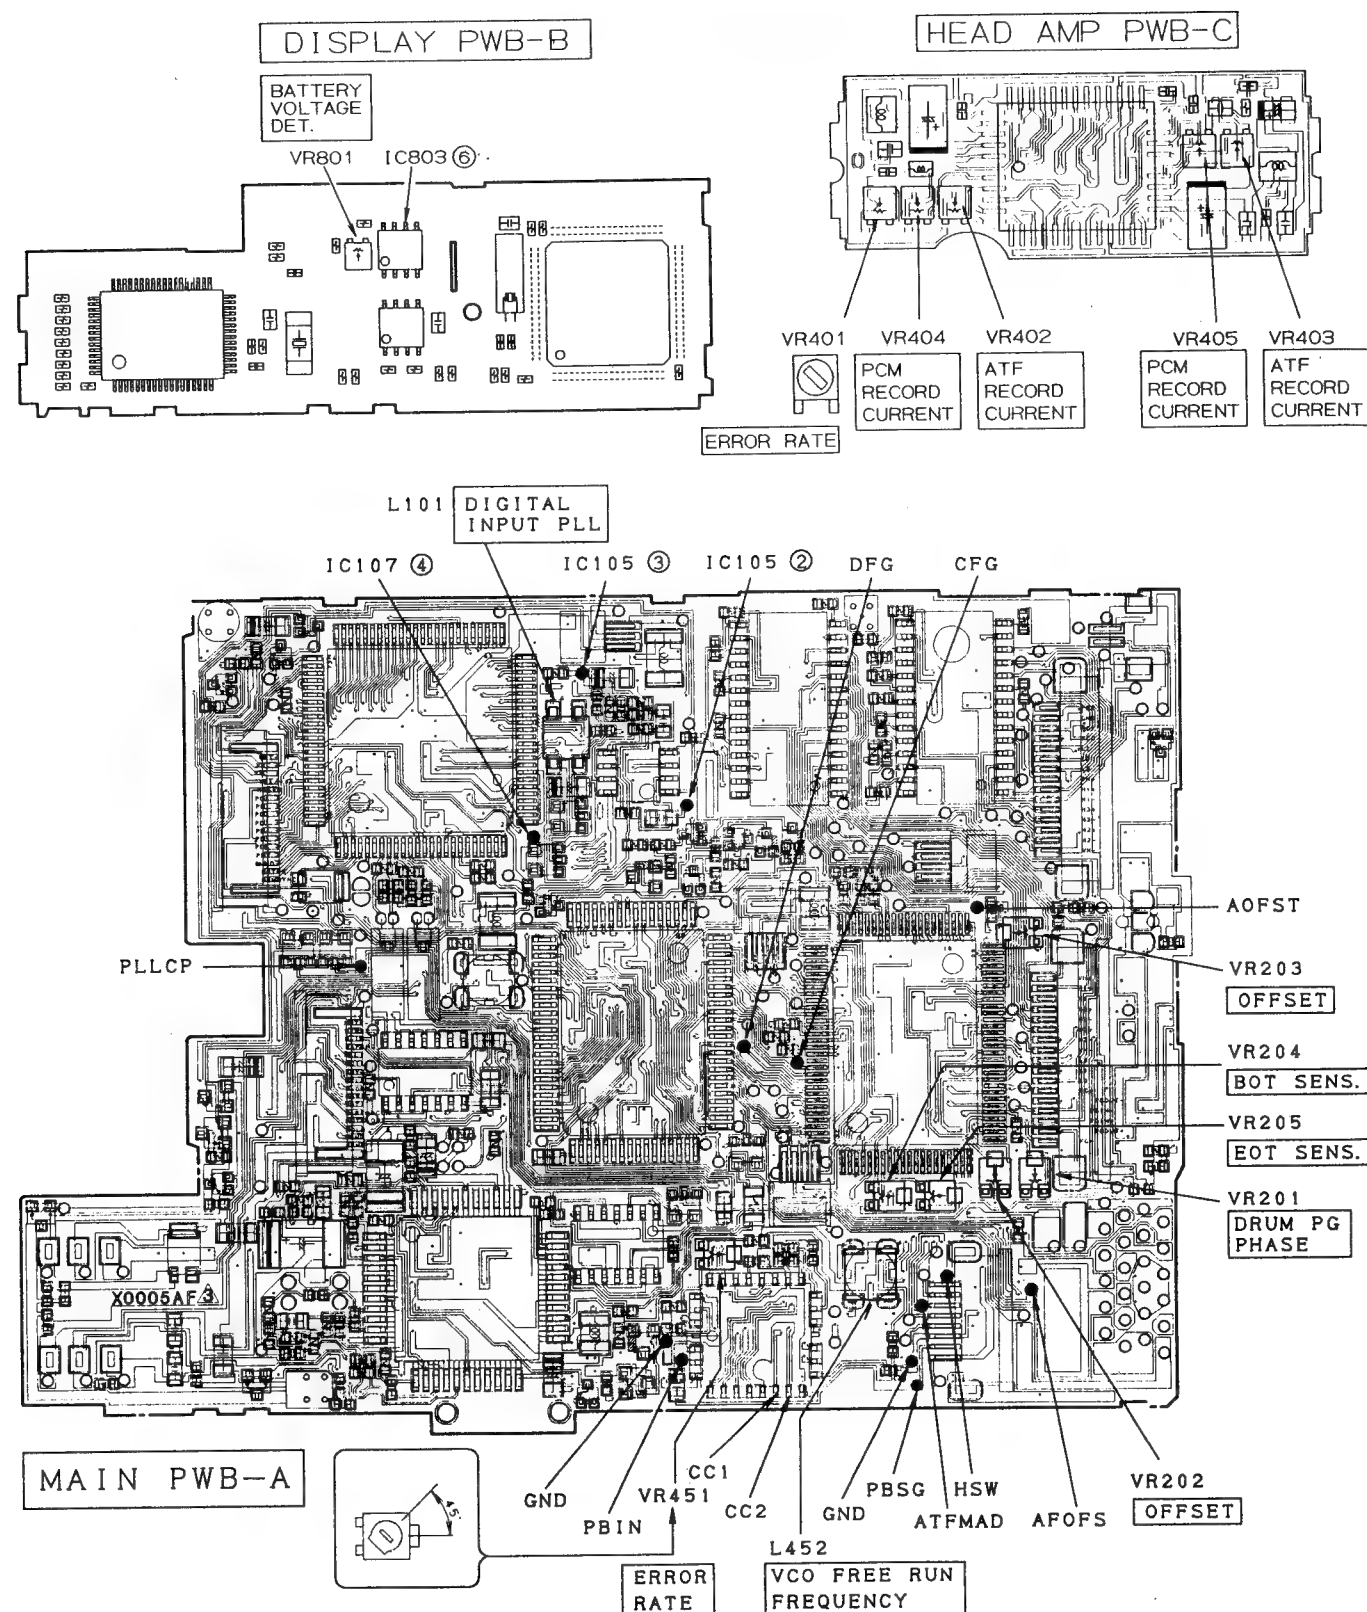 DISPLAY PWB-B
HEAD AMP PWB-C
BATTERY
VOLTAGE
DET.
VR801 IC803⑥
VR401 VR404 VR402 VR405 VR403
PCM
RECORD
CURRENT
ATF
RECORD
CURRENT
PCM
RECORD
CURRENT
ATF
RECORD
CURRENT
ERROR RATE
L101 DIGITAL
INPUT PLL
IC107 ④ IC105 ③ IC105 ② DFG CFG
AOFST
PLLCP
VR203
OFFSET
VR204
BOT SENS.
VR205
EOT SENS.
VR201
DRUM PG
PHASE
X0005AF 3
MAIN PWB-A
45°
GND
PBIN
CC1
VR451
CC2
GND
PBSG
HSW
ATFMAD
AFOFS
VR202
OFFSET
ERROR
RATE
L452
VCO FREE RUN
FREQUENCY